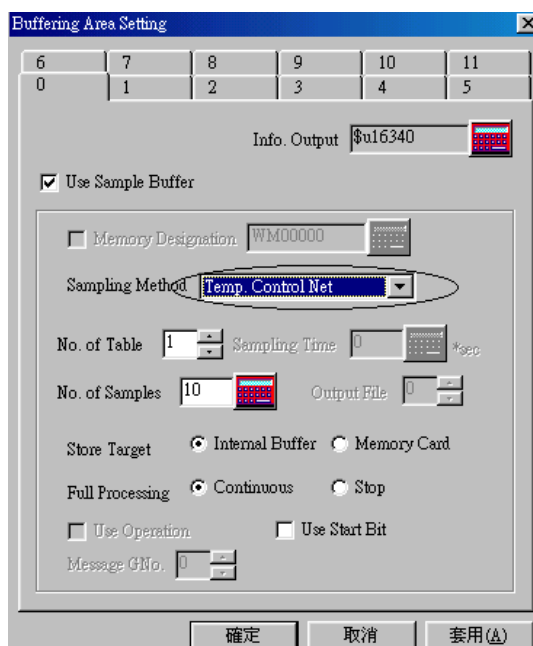 Buffering Area Setting
6 7 8 9 10 11
0 1 2 3 4 5
Info. Output $u16340
Use Sample Buffer
Memory Designation WM00000
Sampling Method Temp. Control Net
No. of Table 1 Sampling Time 0 *sec
No. of Samples 10 Output File 0
Store Target Internal Buffer Memory Card
Full Processing Continuous Stop
Use Operation Use Start Bit
Message GNo. 0
確定 取消 套用(A)